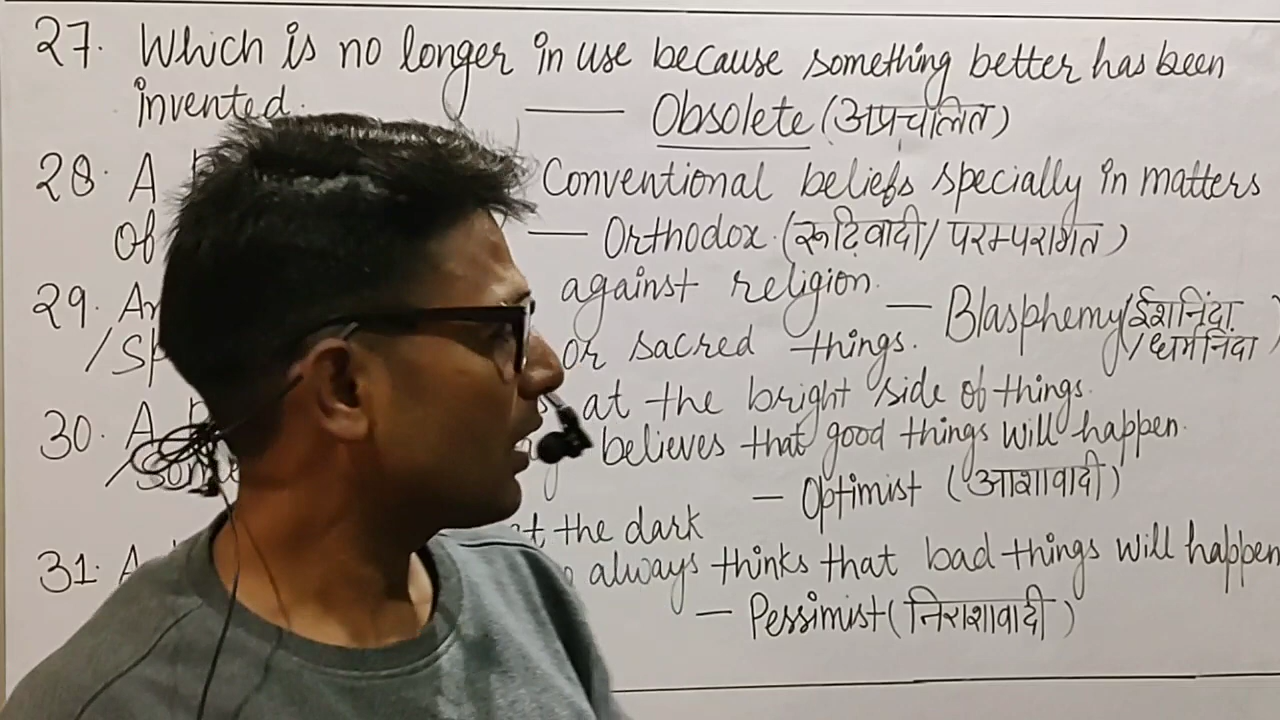 27. Which is no longer in use because something better has been
invented. — Obsolete (अप्रचलित)
28. A Conventional beliefs specially in matters
of — Orthodox. (रूढ़िवादी/परम्परागत)
29. against religion.
or sacred things. — Blasphemy (ईशनिंदा
/धर्मनिंदा)
30. A at the bright side of things.
believes that good things will happen.
— Optimist (आशावादी)
at the dark
31. A always thinks that bad things will happen
— Pessimist (निराशावादी)